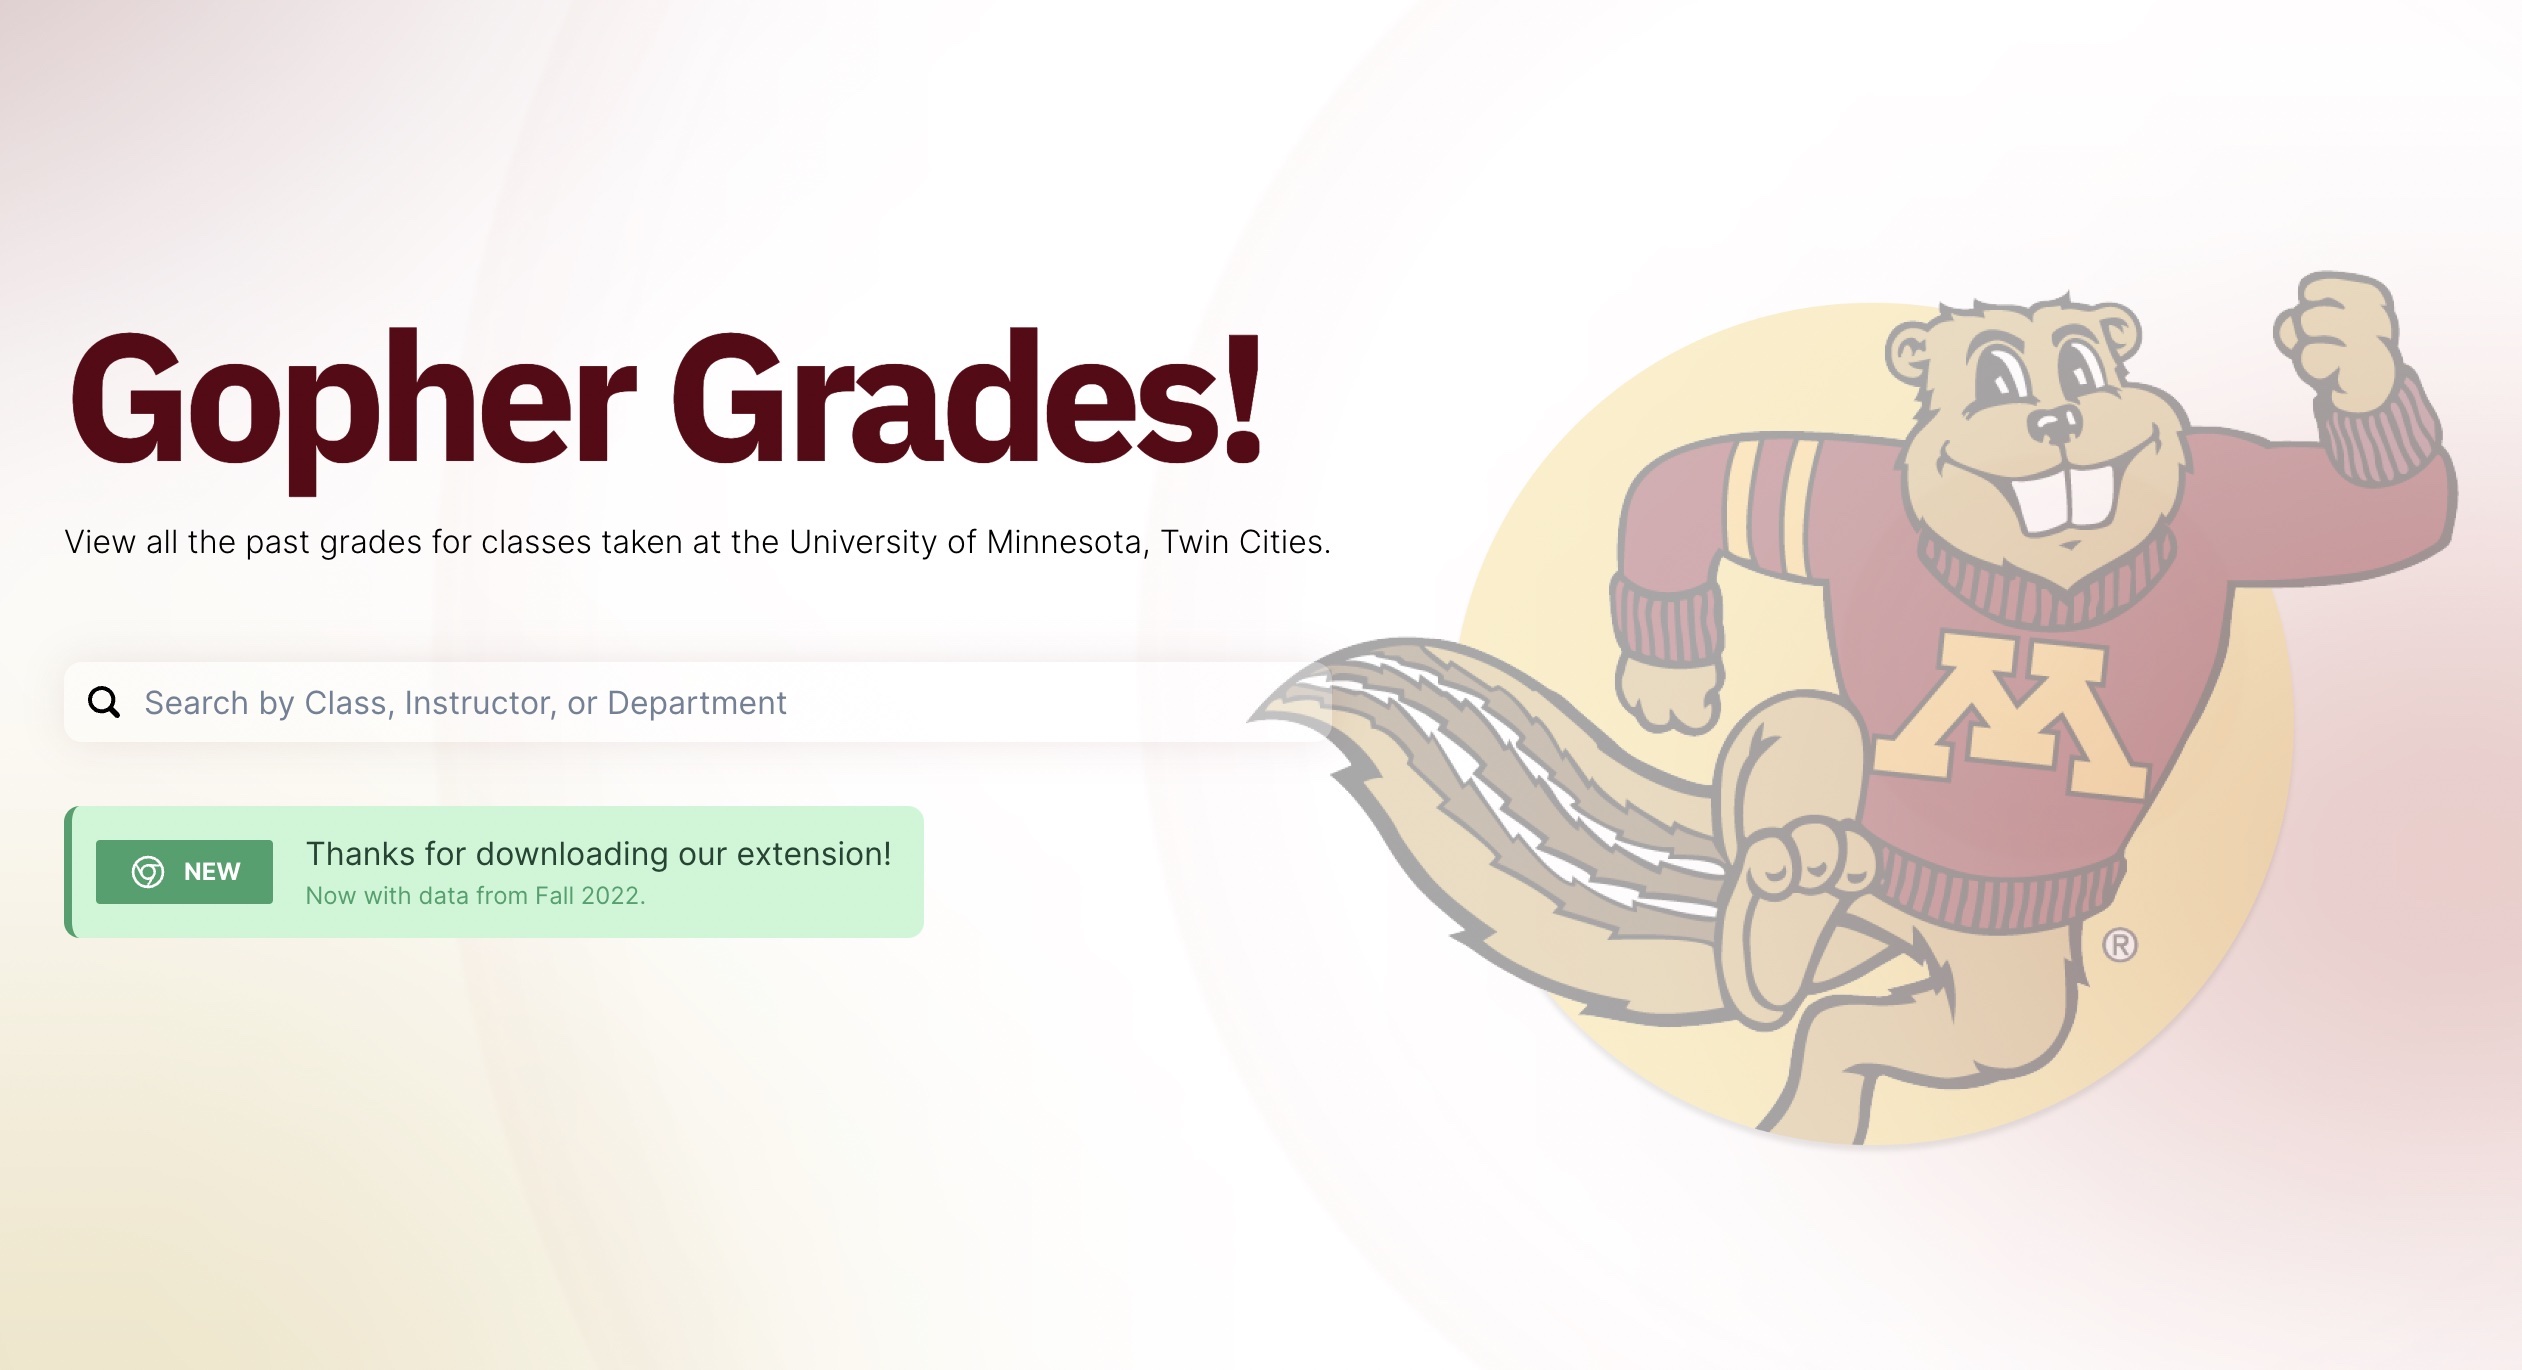 Gopher Grades!
View all the past grades for classes taken at the University of Minnesota, Twin Cities.
Search by Class, Instructor, or Department
NEW
Thanks for downloading our extension!
Now with data from Fall 2022.
M
®